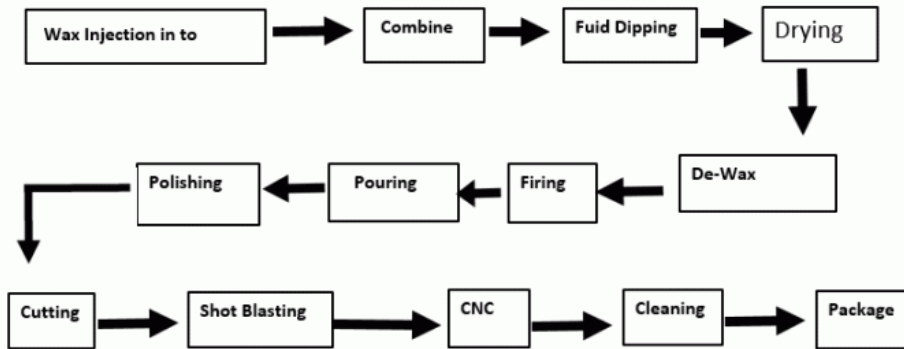 Wax Injection in to
Combine
Fuid Dipping
Drying
De-Wax
Firing
Pouring
Polishing
Cutting
Shot Blasting
CNC
Cleaning
Package